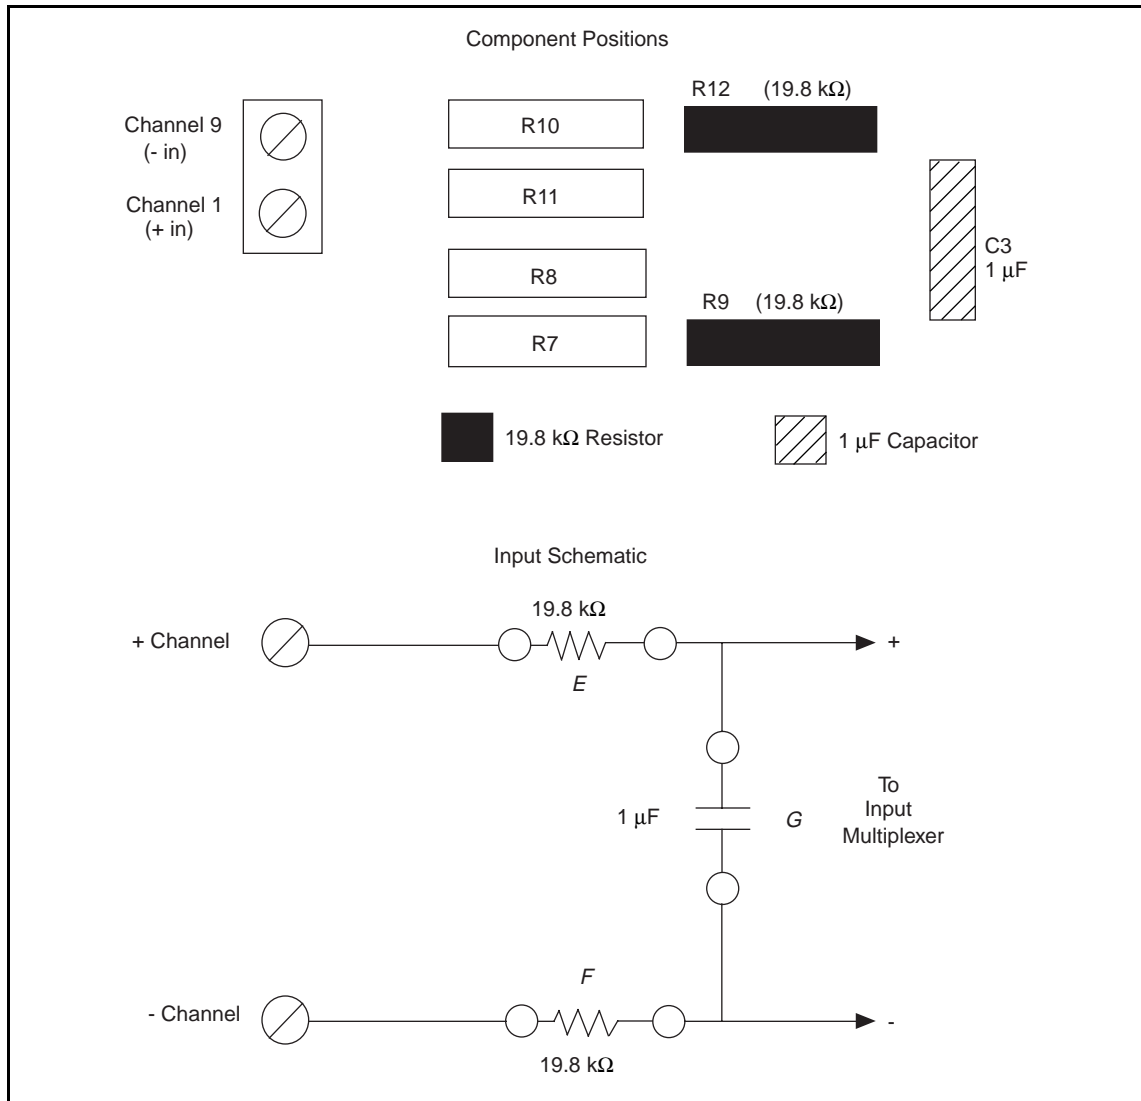 Component Positions
R12 (19.8 kΩ)
Channel 9
(- in)
R10
Channel 1
(+ in)
R11
C3
1 μF
R8
R9 (19.8 kΩ)
R7
19.8 kΩ Resistor
1 μF Capacitor
Input Schematic
19.8 kΩ
+ Channel
+
E
1 μF
G
To
Input
Multiplexer
F
- Channel
-
19.8 kΩ